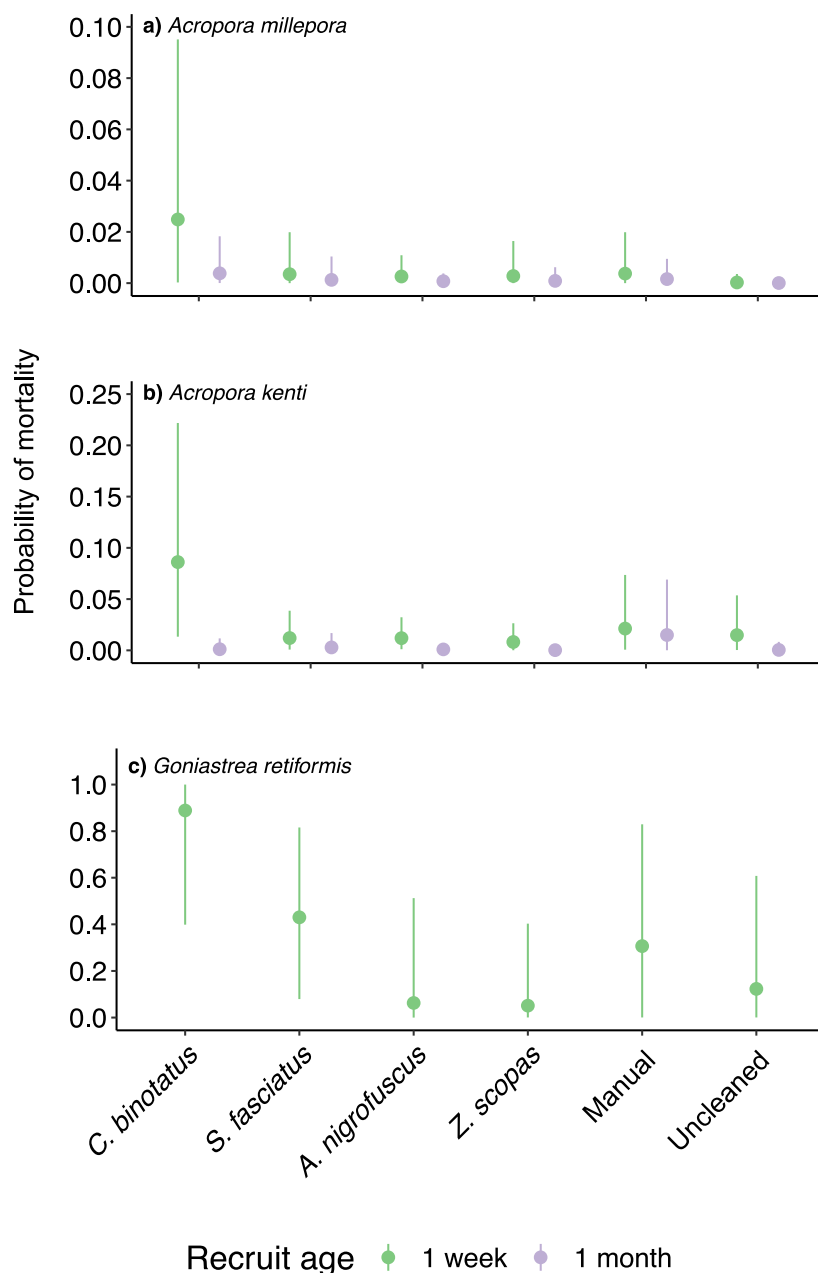 a) Acropora millepora
0.10
0.08
0.06
0.04
0.02
0.00
b) Acropora kenti
0.25
0.20
0.15
0.10
0.05
0.00
Probability of mortality
c) Goniastrea retiformis
1.0
0.8
0.6
0.4
0.2
0.0
C. binotatus
S. fasciatus
A. nigrofuscus
Z. scopas
Manual
Uncleaned
Recruit age 1 week 1 month